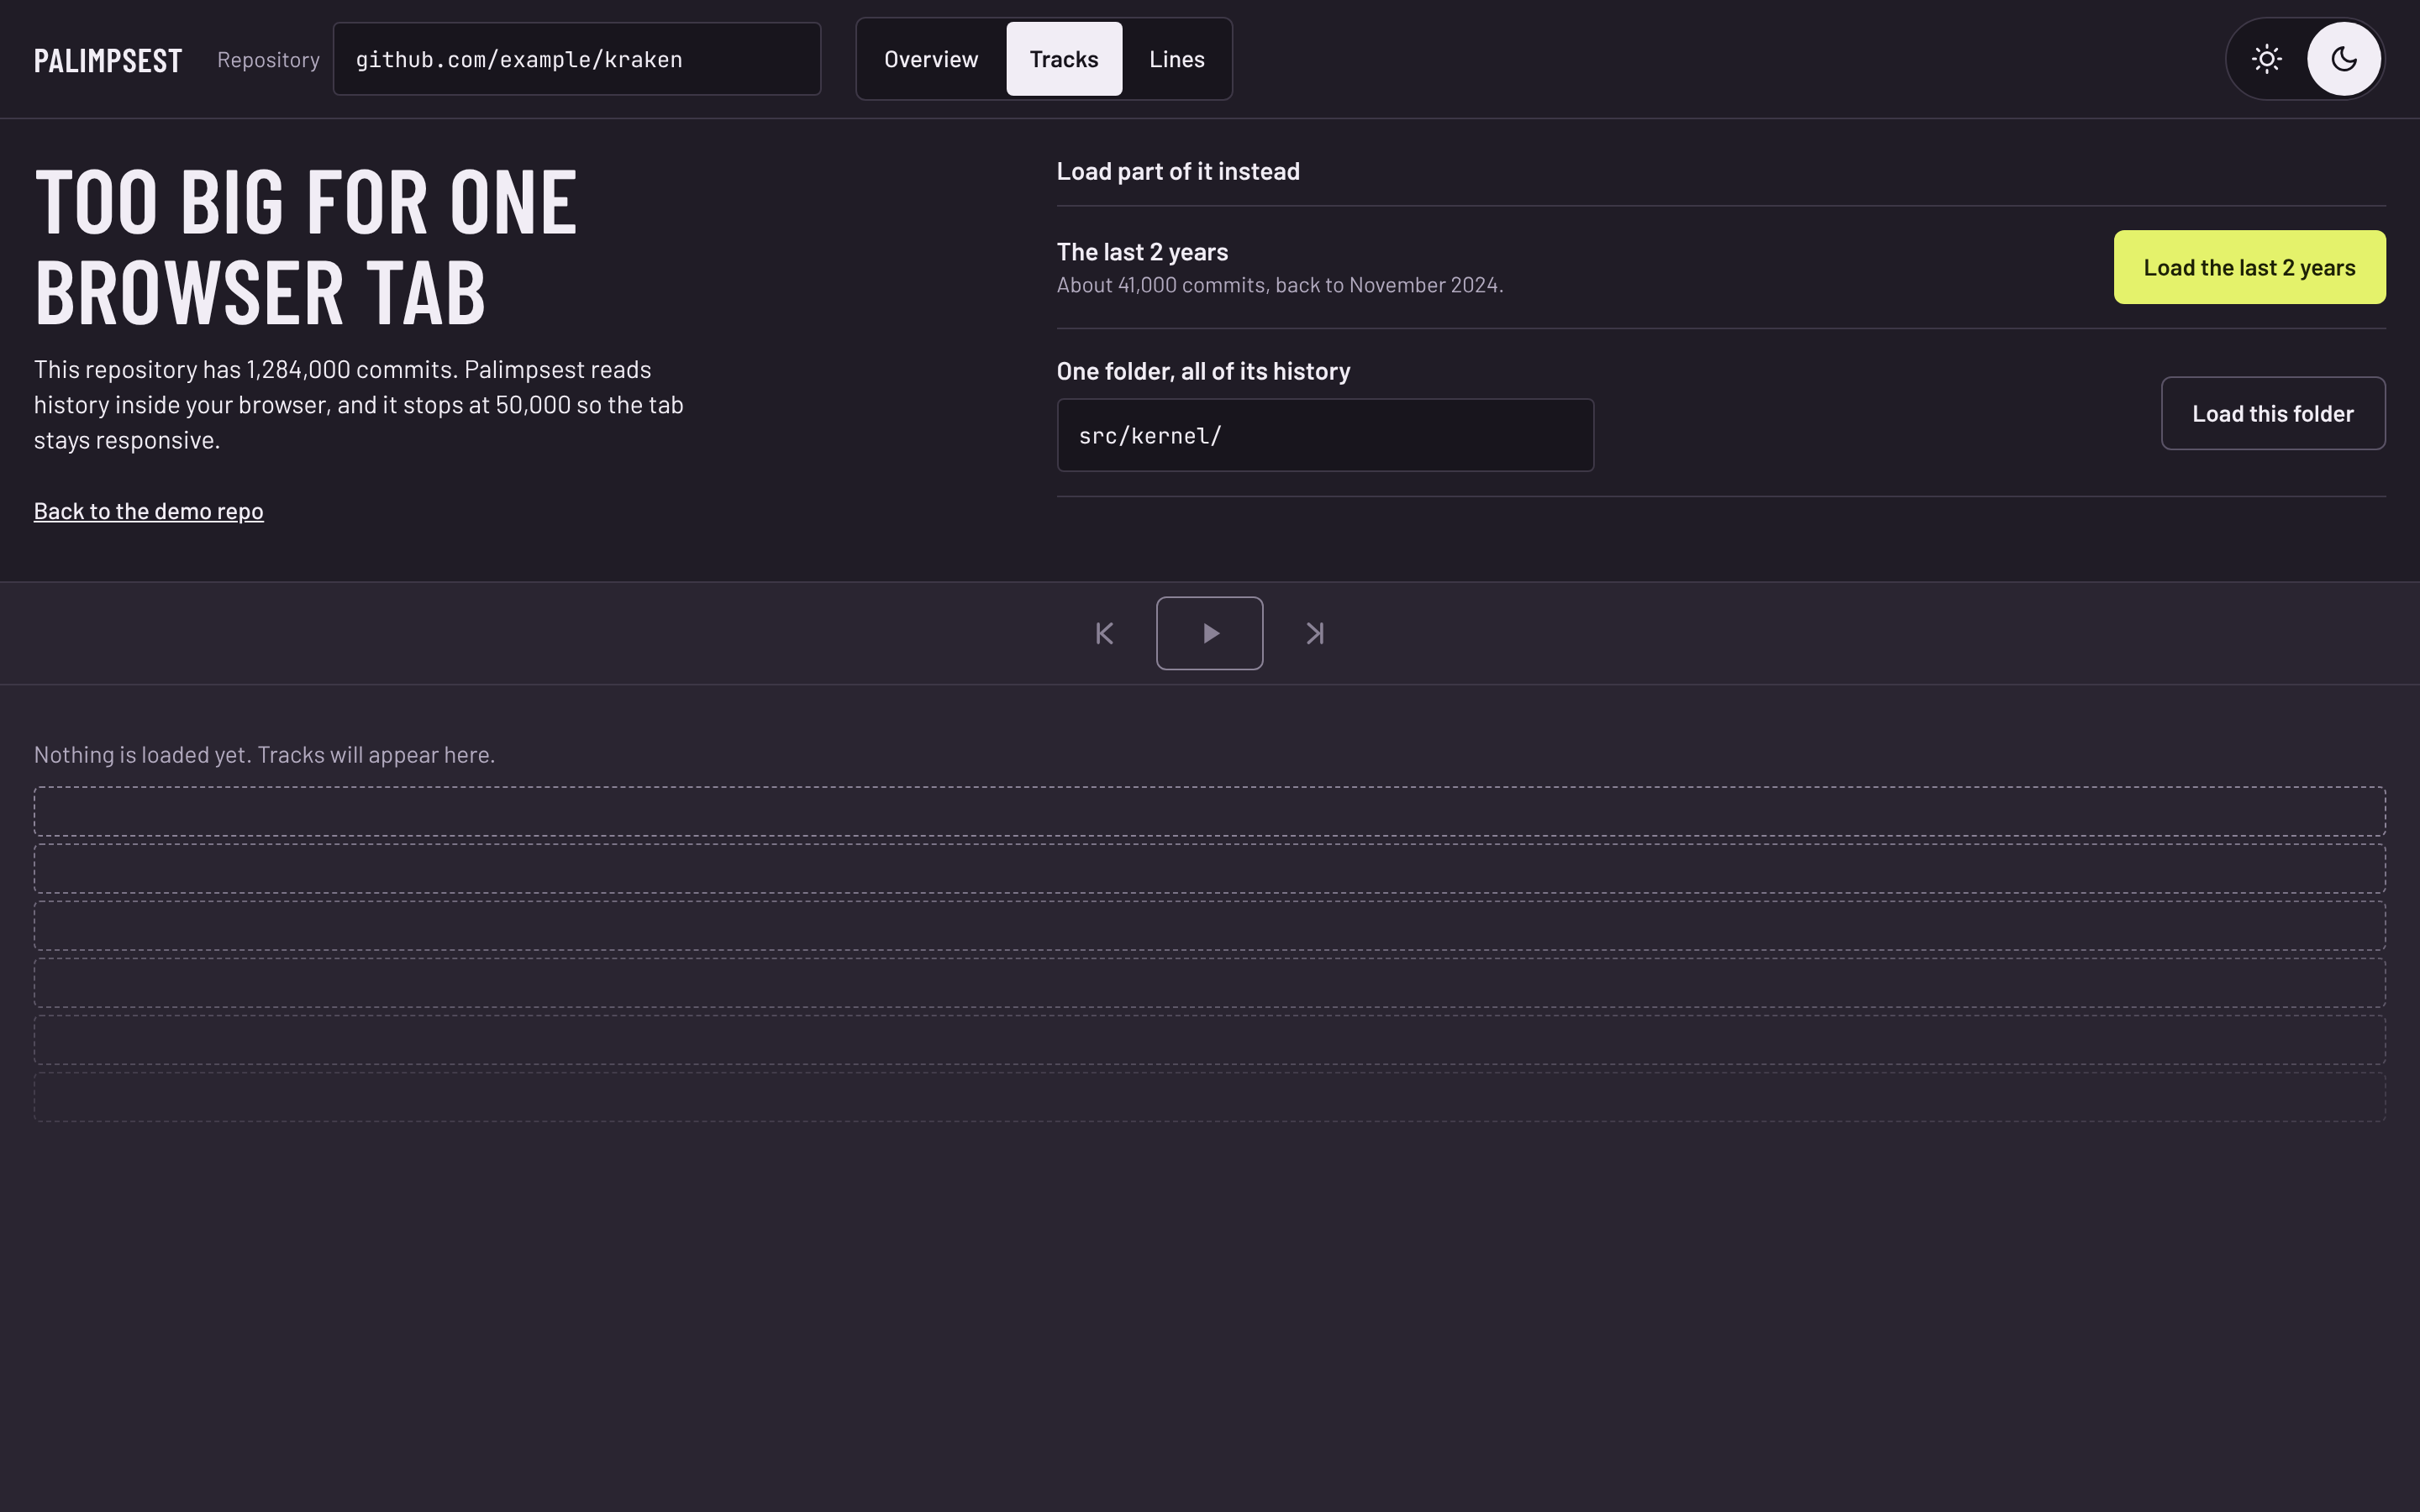 PALIMPSEST
Repository
github.com/example/kraken
Overview
Tracks
Lines
TOO BIG FOR ONE
BROWSER TAB
This repository has 1,284,000 commits. Palimpsest reads
history inside your browser, and it stops at 50,000 so the tab
stays responsive.
Back to the demo repo
Load part of it instead
The last 2 years
About 41,000 commits, back to November 2024.
Load the last 2 years
One folder, all of its history
src/kernel/
Load this folder
Nothing is loaded yet. Tracks will appear here.